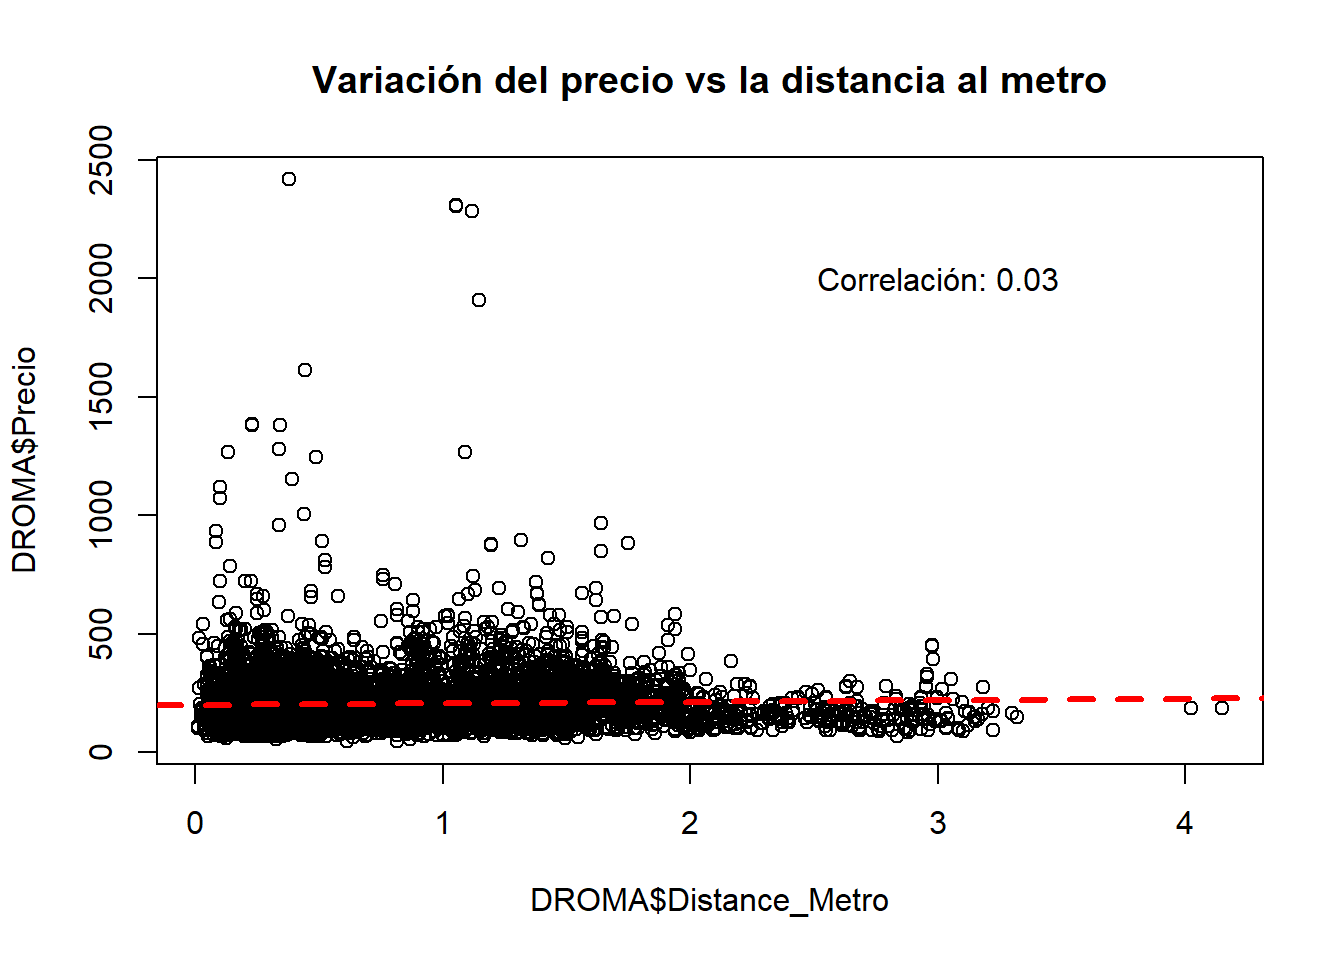 Variación del precio vs la distancia al metro
DROMA$Precio
2500
2000
1500
1000
500
0
Correlación: 0.03
0 1 2 3 4
DROMA$Distance_Metro